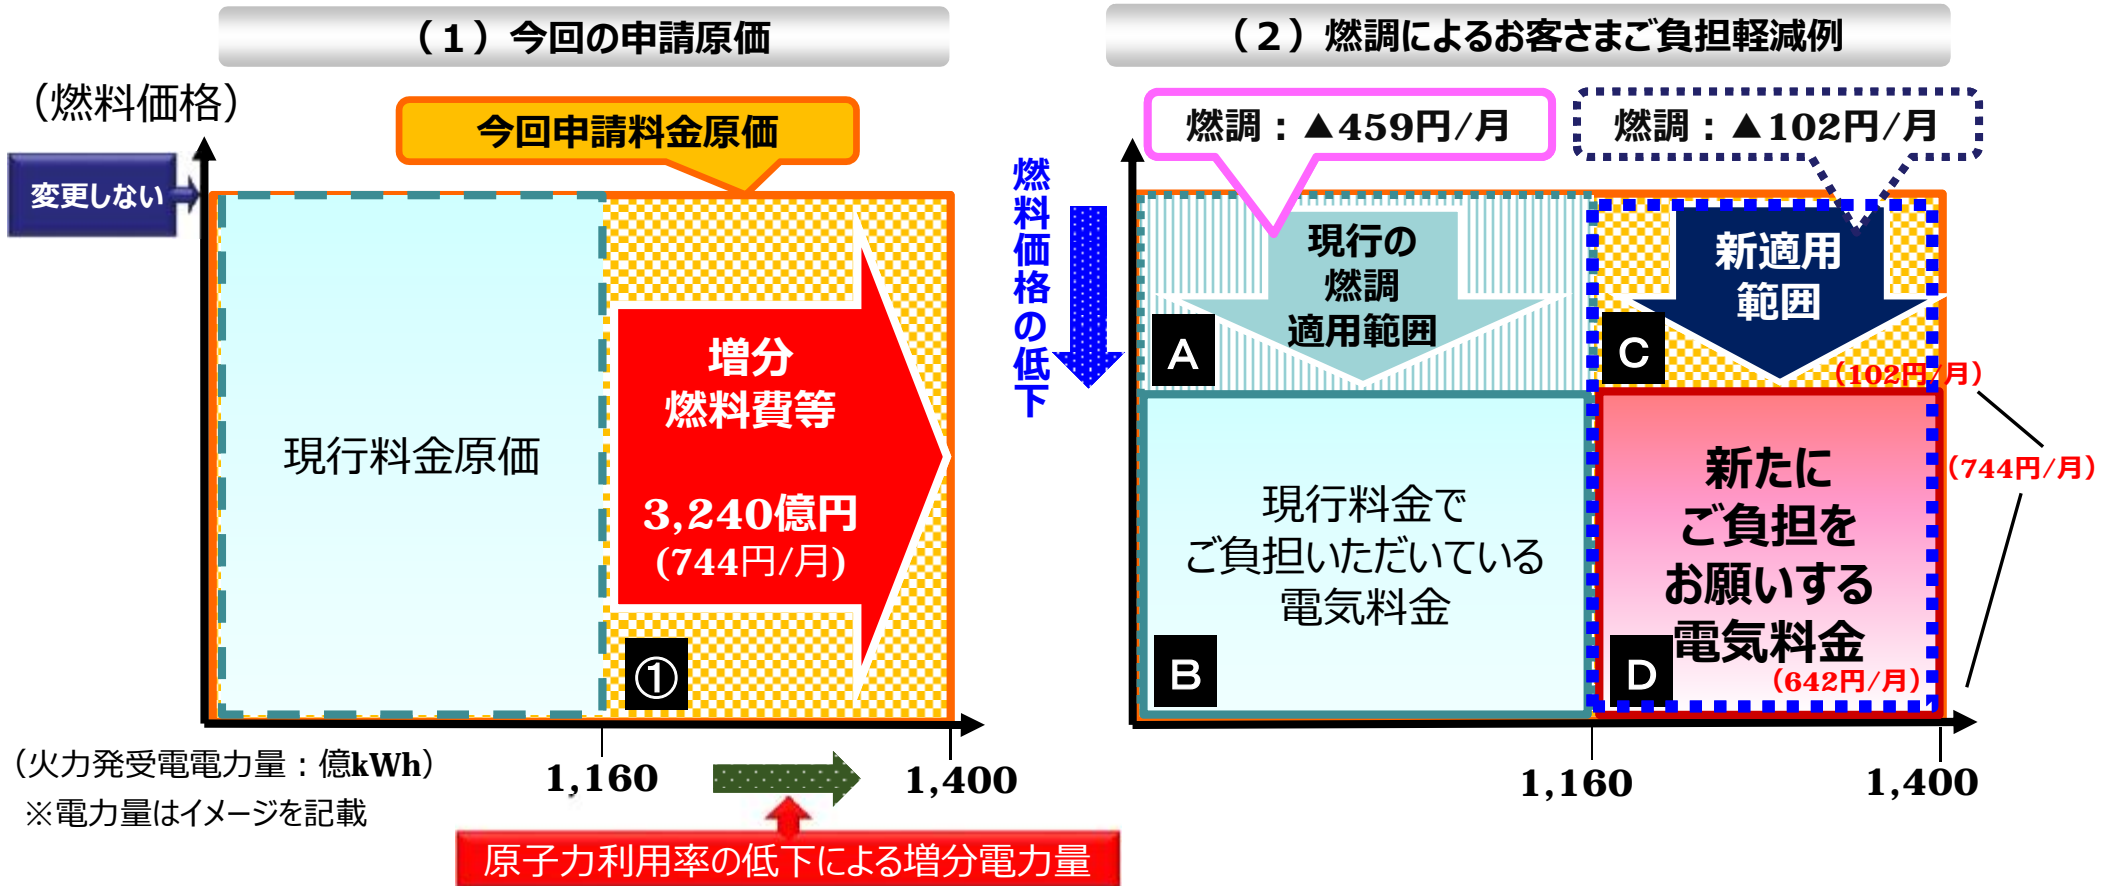 （1）今回の申請原価
（燃料価格）
今回申請料金原価
変更しない
現行料金原価
増分
燃料費等
3,240億円
(744円/月)
①
（火力発受電電力量：億kWh）
※電力量はイメージを記載
1,160
1,400
原子力利用率の低下による増分電力量
（2）燃調によるお客さまご負担軽減例
燃調：▲459円/月
燃調：▲102円/月
燃料価格の低下
現行の
燃調
適用範囲
A
新適用
範囲
C
（102円/月）
（744円/月）
現行料金で
ご負担いただいている
電気料金
B
新たに
ご負担を
お願いする
電気料金
D
（642円/月）
1,160
1,400